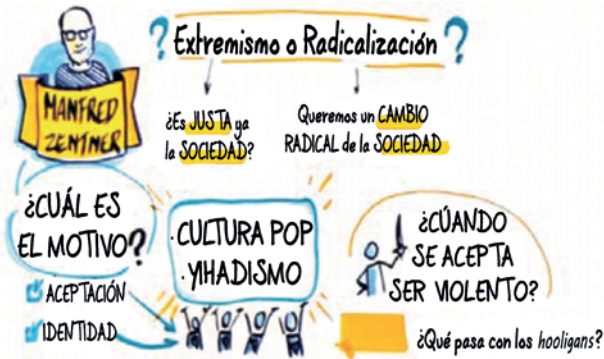 ¿Extremismo o Radicalización?
MANFRED
ZENTNER
¿Es JUSTA ya
la SOCIEDAD?
Queremos un CAMBIO
RADICAL de la SOCIEDAD
¿CUÁL ES
EL MOTIVO?
ACEPTACIÓN
IDENTIDAD
·CULTURA POP
·YIHADISMO
¿CÚANDO
SE ACEPTA
SER VIOLENTO?
¿Qué pasa con los hooligans?